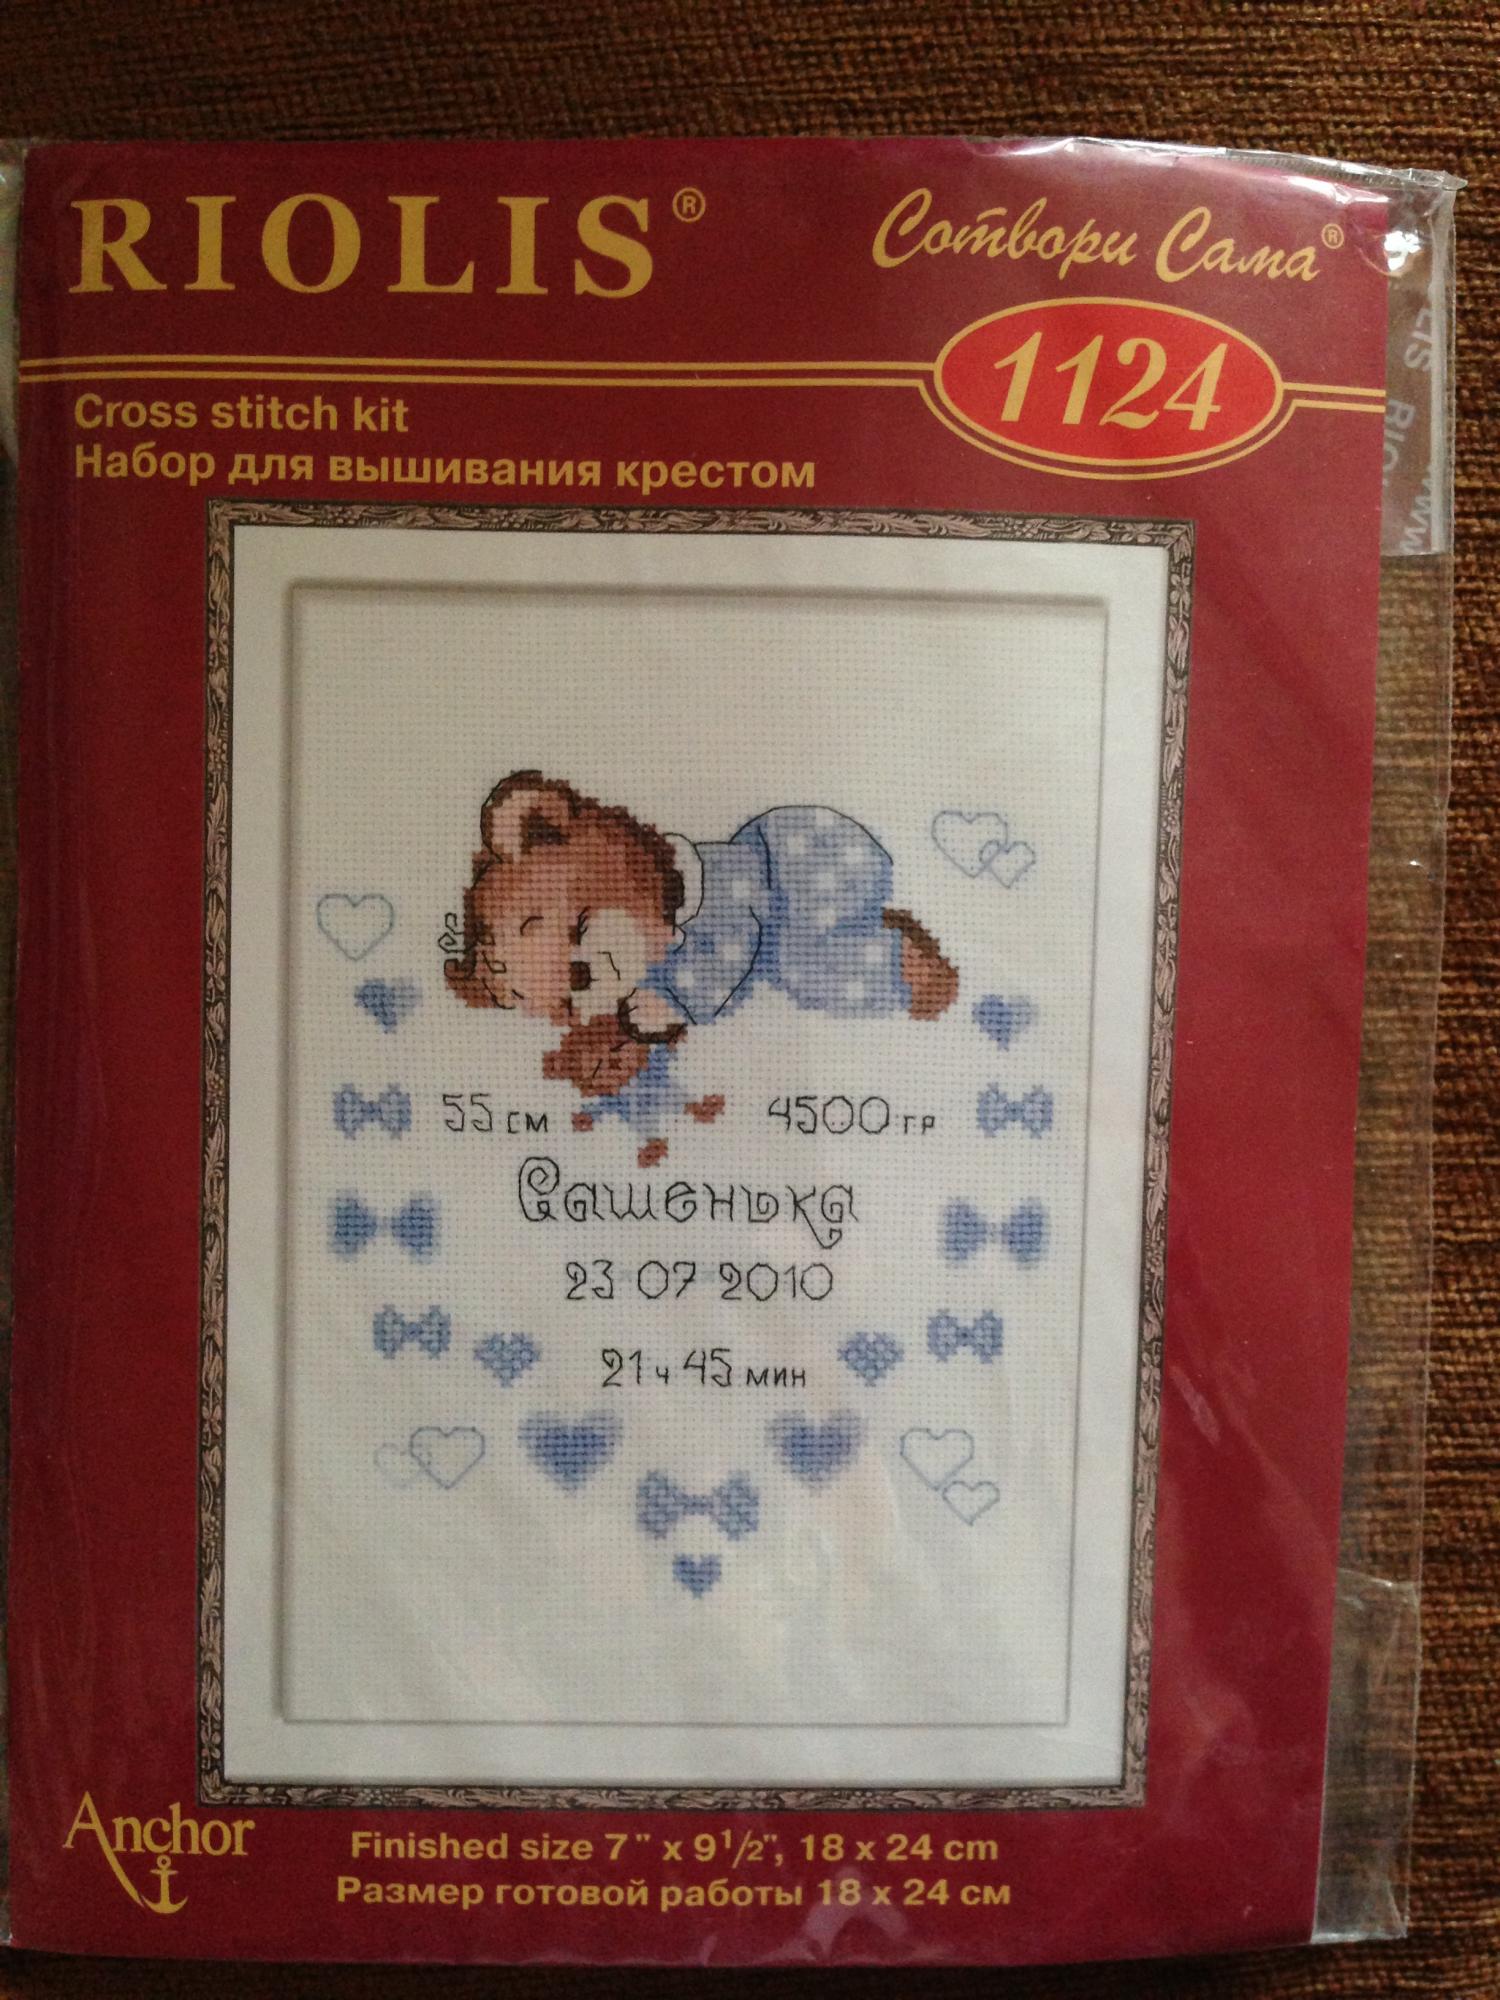 RIOLIS®
Сотвори Сама®
1124
Cross stitch kit
Набор для вышивания крестом
55 см
4500 гр
Сашенька
23 07 2010
21 ч 45 мин
Anchor
Finished size 7" x 9 1/2", 18 x 24 cm
Размер готовой работы 18 x 24 см